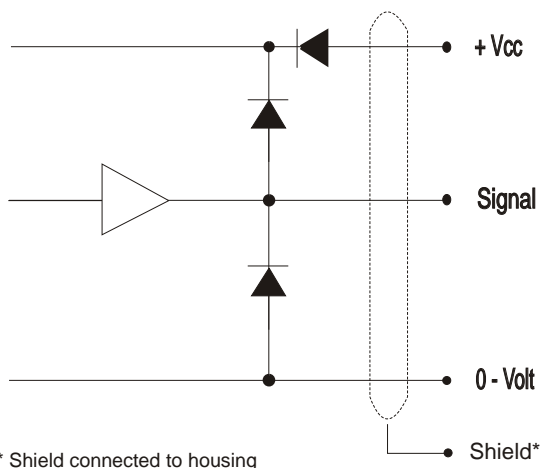 + Vcc
Signal
0 - Volt
Shield*
* Shield connected to housing